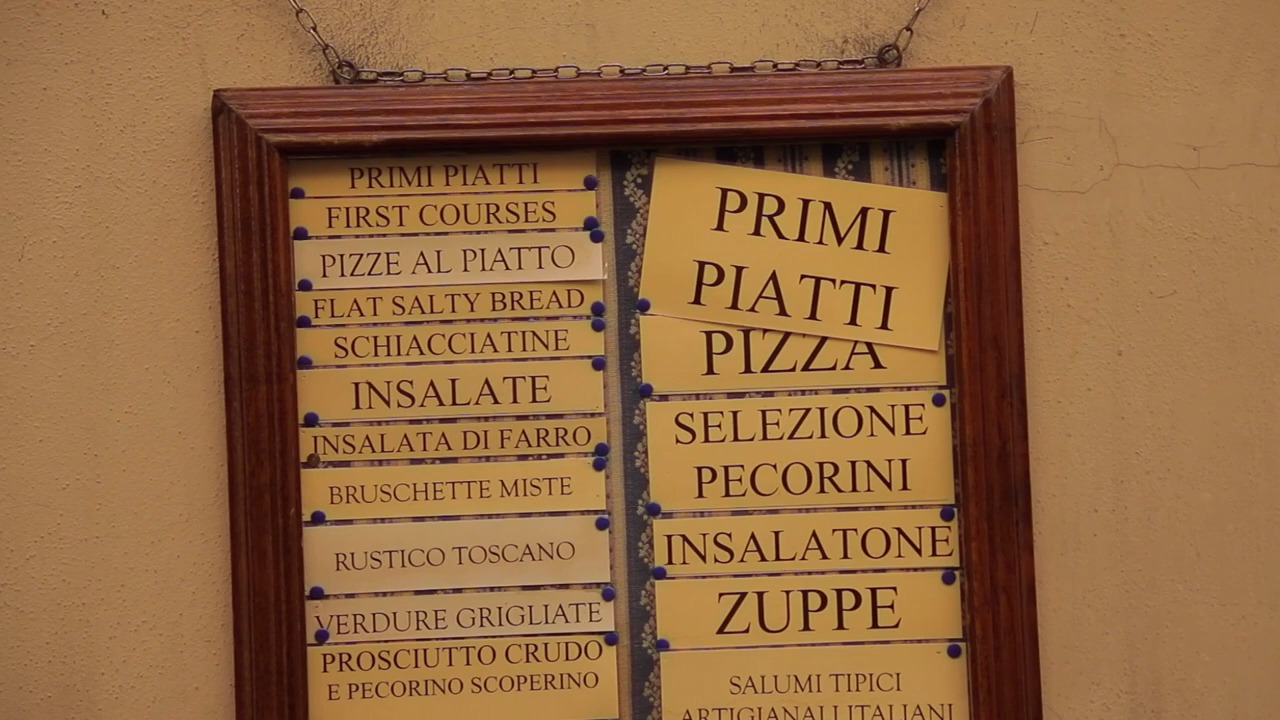 PRIMI PIATTI
FIRST COURSES
PIZZE AL PIATTO
FLAT SALTY BREAD
SCHIACCIATINE
INSALATE
INSALATA DI FARRO
BRUSCHETTE MISTE
RUSTICO TOSCANO
VERDURE GRIGLIATE
PROSCIUTTO CRUDO
E PECORINO SCOPERINO
PRIMI
PIATTI
PIZZA
SELEZIONE
PECORINI
INSALATONE
ZUPPE
SALUMI TIPICI
ARTIGIANALI ITALIANI